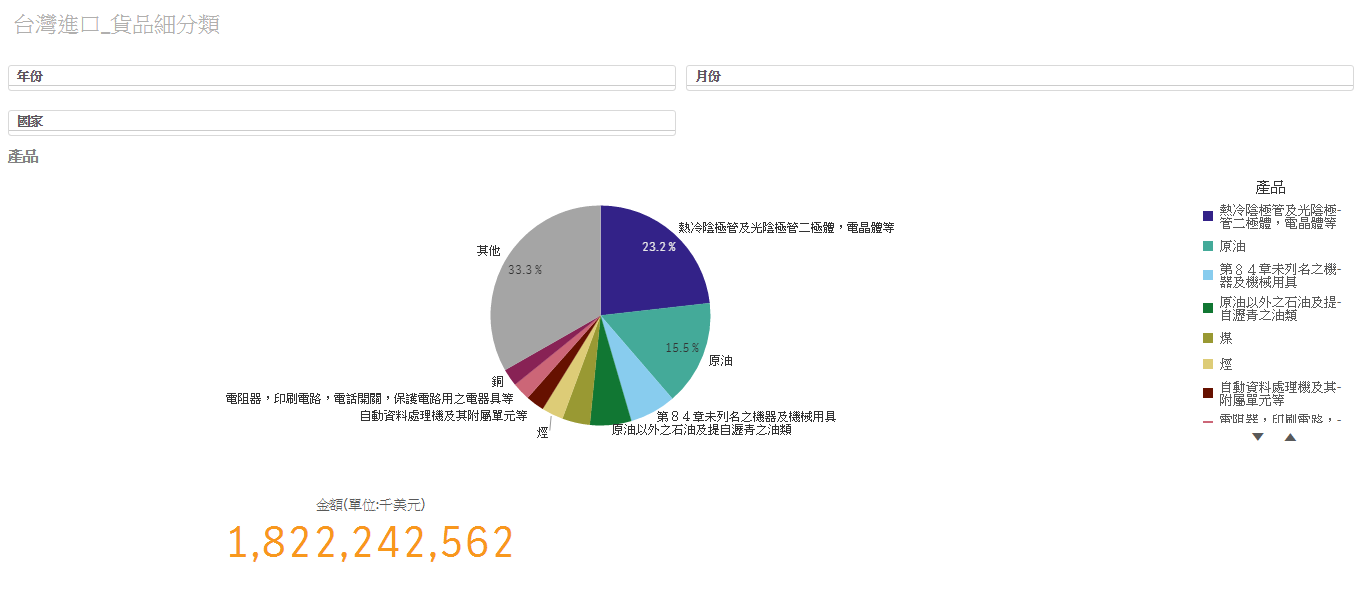 台灣進口_貨品細分類
年份
月份
國家
產品
熱冷陰極管及光陰極管二極體，電晶體等
23.2%
其他
33.3%
15.5%
原油
銅
電阻器，印刷電路，電話開關，保護電路用之電器具等
自動資料處理機及其附屬單元等
烴
第８４章未列名之機器及機械用具
原油以外之石油及提自瀝青之油類
產品
熱冷陰極管及光陰極-
管二極體，電晶體等
原油
第８４章未列名之機-
器及機械用具
原油以外之石油及提-
自瀝青之油類
煤
烴
自動資料處理機及其-
附屬單元等
電阻器，印刷電路，-
金額(單位:千美元)
1,822,242,562